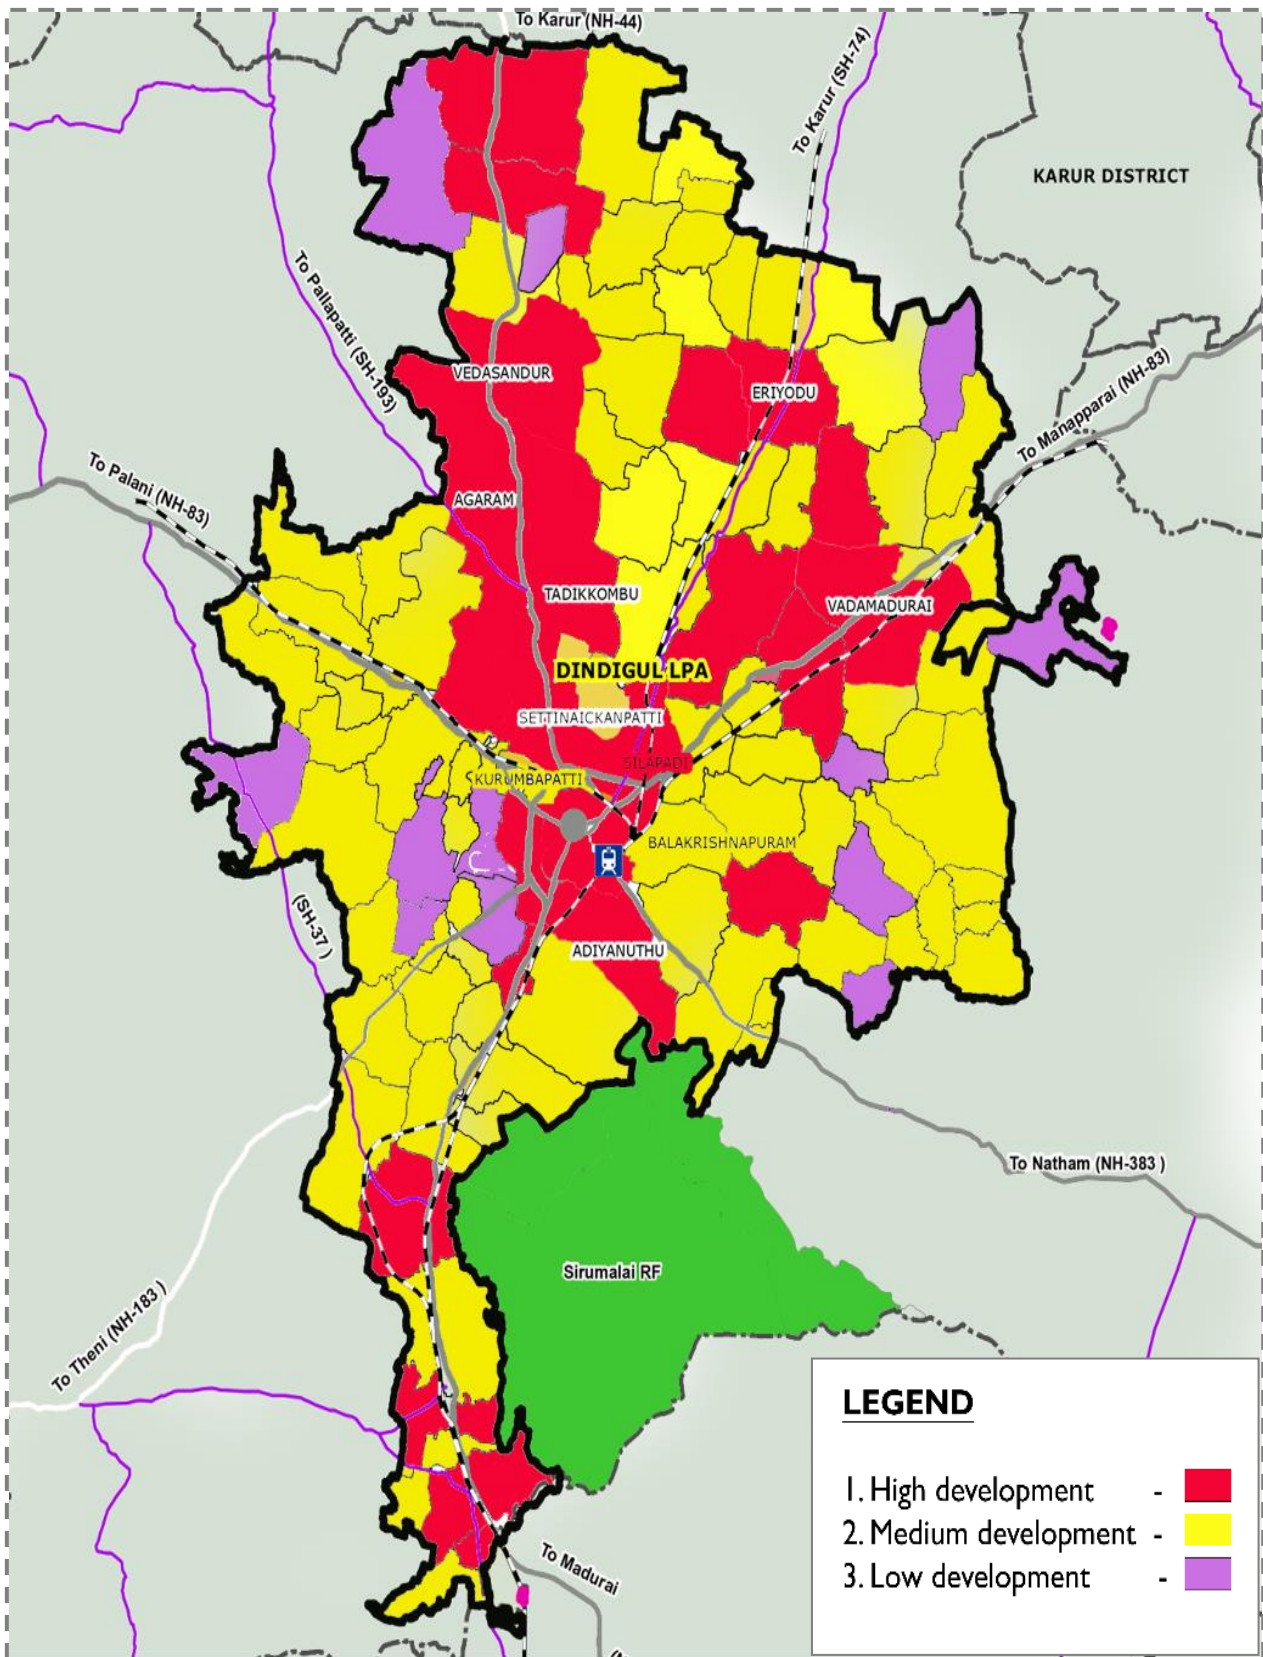 To Karur (NH-44)
To Karur (SH-74)
KARUR DISTRICT
To Pallapatti (SH-193)
VEDASANDUR
ERIYODU
To Manapparai (NH-83)
To Palani (NH-83)
AGARAM
TADIKKOMBU
VADAMADURAI
DINDIGUL LPA
SETTINAICKANPATTI
SILAPADI
KURUMBAPATTI
BALAKRISHNAPURAM
(SH-37 )
ADIYANUTHU
To Natham (NH-383 )
Sirumalai RF
To Theni (NH-183 )
To Madurai
LEGEND
1. High development -
2. Medium development -
3. Low development -